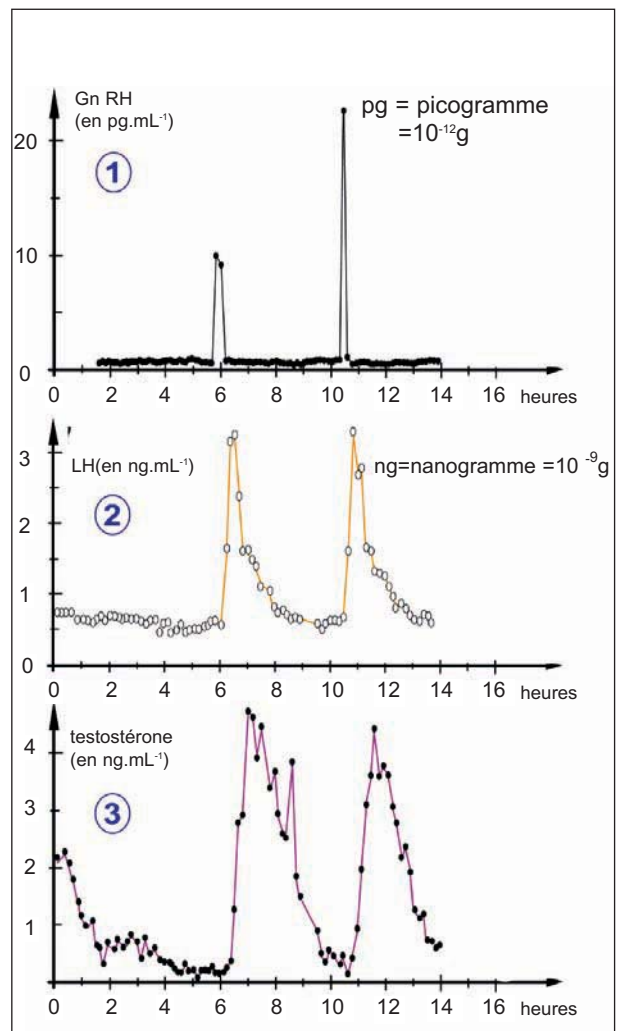 Gn RH
(en pg.mL⁻¹)
pg = picogramme
=10⁻¹²g
20
1
10
0
0 2 4 6 8 10 12 14 16 heures
3
LH(en ng.mL⁻¹)
ng=nanogramme =10 ⁻⁹g
2
2
1
0
0 2 4 6 8 10 12 14 16 heures
testostérone
(en ng.mL⁻¹)
4
3
3
2
1
0 2 4 6 8 10 12 14 16 heures